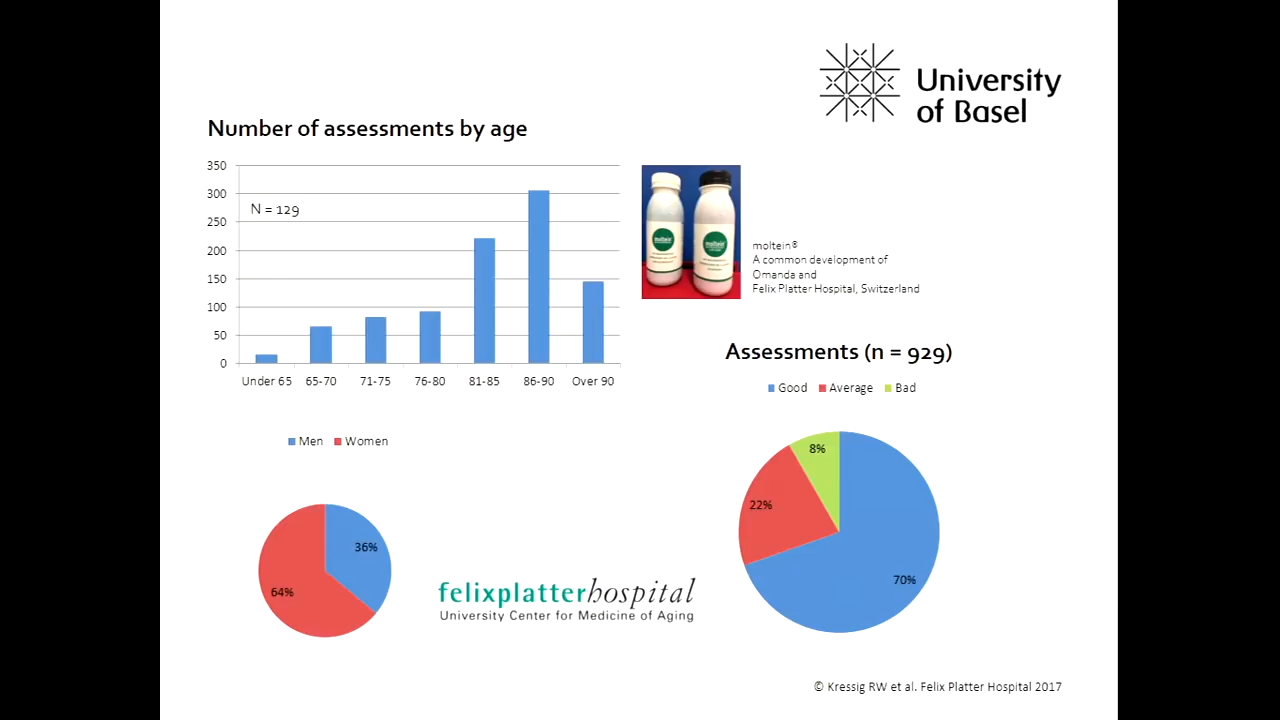 University
of Basel
Number of assessments by age
350
300
250
200
150
100
50
0
N = 129
Under 65 65-70 71-75 76-80 81-85 86-90 Over 90
moltein
moltein
moltein®
A common development of
Omanda and
Felix Platter Hospital, Switzerland
Assessments (n = 929)
Good Average Bad
8%
22%
70%
Men Women
36%
64%
felixplatterhospital
University Center for Medicine of Aging
© Kressig RW et al. Felix Platter Hospital 2017